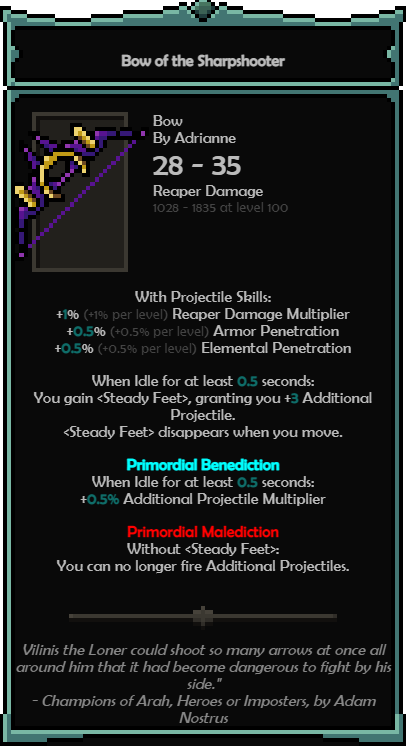 Bow of the Sharpshooter
Bow
By Adrianne
28 - 35
Reaper Damage
1028 - 1835 at level 100
With Projectile Skills:
+1% (+1% per level) Reaper Damage Multiplier
+0.5% (+0.5% per level) Armor Penetration
+0.5% (+0.5% per level) Elemental Penetration
When Idle for at least 0.5 seconds:
You gain <Steady Feet>, granting you +3 Additional
Projectile.
<Steady Feet> disappears when you move.
Primordial Benediction
When Idle for at least 0.5 seconds:
+0.5% Additional Projectile Multiplier
Primordial Malediction
Without <Steady Feet>:
You can no longer fire Additional Projectiles.
Vilinis the Loner could shoot so many arrows at once all
around him that it had become dangerous to fight by his
side."
- Champions of Arah, Heroes or Imposters, by Adam
Nostrus